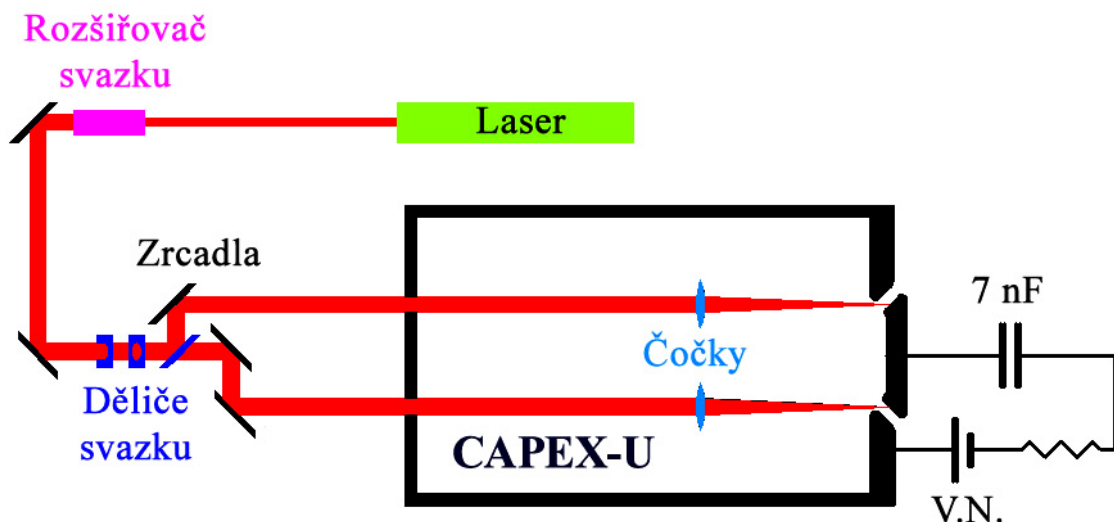 Rozšiřovač
svazku
Laser
Zrcadla
7 nF
Čočky
Děliče
svazku
CAPEX-U
V.N.